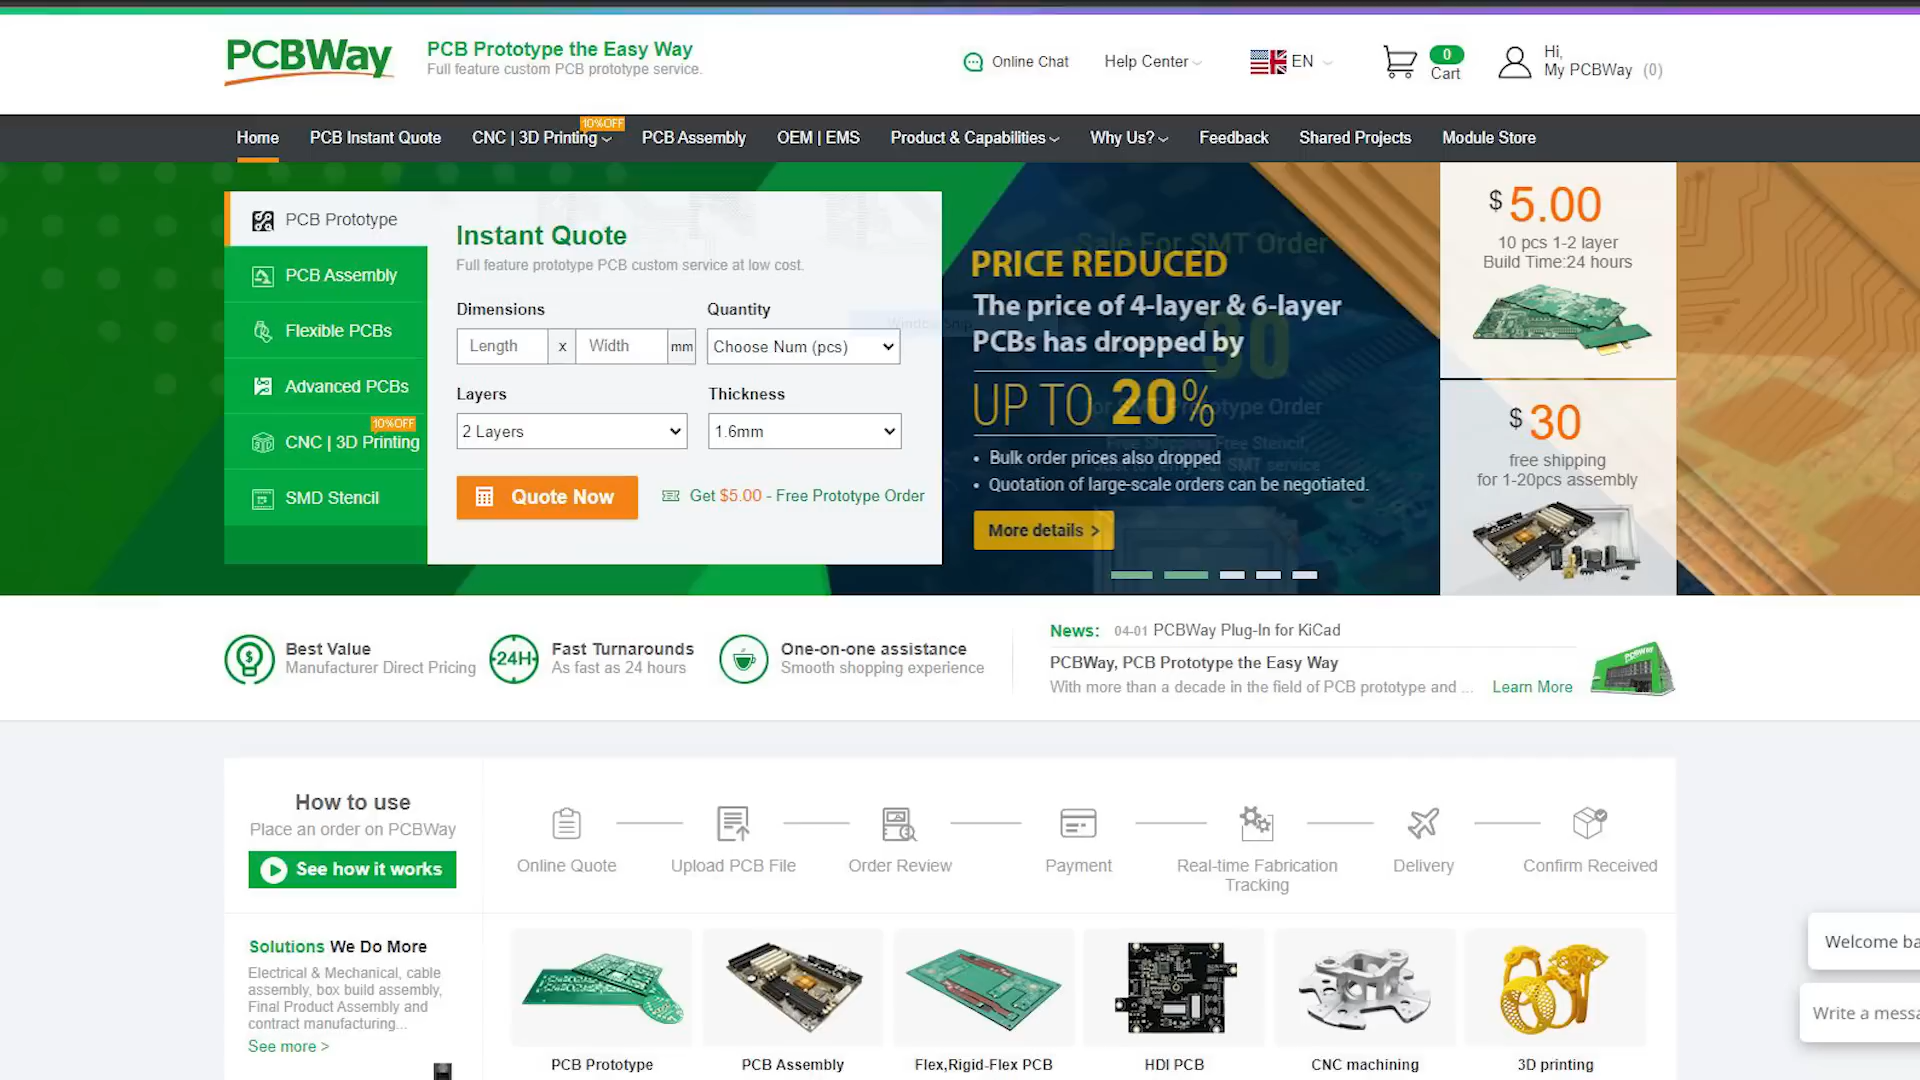 PCBWay
PCB Prototype the Easy Way
Full feature custom PCB prototype service.
Online Chat
Help Center
EN
0
Cart
Hi,
My PCBWay (0)
Home
PCB Instant Quote
CNC | 3D Printing
10%OFF
PCB Assembly
OEM | EMS
Product & Capabilities
Why Us?
Feedback
Shared Projects
Module Store
PCB Prototype
PCB Assembly
Flexible PCBs
Advanced PCBs
10%OFF
CNC | 3D Printing
SMD Stencil
Instant Quote
Full feature prototype PCB custom service at low cost.
Dimensions
Quantity
Length x Width mm
Choose Num (pcs)
Layers
Thickness
2 Layers
1.6mm
Quote Now
Get $5.00 - Free Prototype Order
Sale For SMT Order
PRICE REDUCED
The price of 4-layer & 6-layer
PCBs has dropped by
30
UP TO 20%
Bulk order prices also dropped
Quotation of large-scale orders can be negotiated.
More details >
$ 5.00
10 pcs 1-2 layer
Build Time:24 hours
$ 30
free shipping
for 1-20pcs assembly
Best Value
Manufacturer Direct Pricing
24H
Fast Turnarounds
As fast as 24 hours
One-on-one assistance
Smooth shopping experience
News: 04-01 PCBWay Plug-In for KiCad
PCBWay, PCB Prototype the Easy Way
With more than a decade in the field of PCB prototype and ... Learn More
PCBWAY
How to use
Place an order on PCBWay
See how it works
Online Quote
Upload PCB File
Order Review
Payment
Real-time Fabrication
Tracking
Delivery
Confirm Received
Solutions We Do More
Electrical & Mechanical, cable
assembly, box build assembly,
Final Product Assembly and
contract manufacturing...
See more >
PCB Prototype
PCB Assembly
Flex,Rigid-Flex PCB
HDI PCB
CNC machining
3D printing
Welcome ba
Write a messa